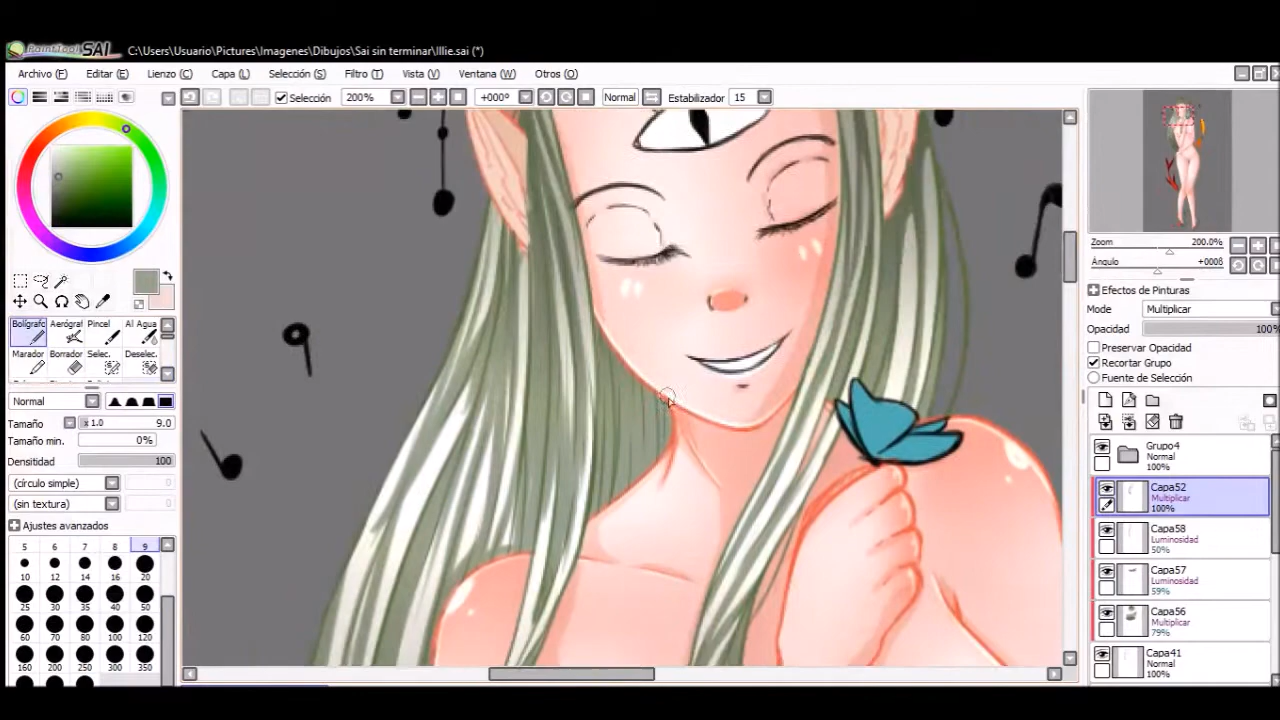 PaintTool SAI C:\Users\Usuario\Pictures\Imagenes\Dibujos\Sai sin terminar\Illie.sai (*)
Archivo (F) Editar (E) Lienzo (C) Capa (L) Selección (S) Filtro (T) Vista (V) Ventana (W) Otros (O)
Selección 200% +000° Normal Estabilizador 15
Zoom 200.0%
Ángulo
Efectos de Pinturas
Mode Multiplicar
Opacidad 100%
Preservar Opacidad
Recortar Grupo
Fuente de Selección
Bolígrafo Aerógraf Pincel Al Agua
Marador Borrador Selec. Deselec.
Normal
Tamaño x 1.0 9.0
Tamaño min. 0%
Densitidad 100
(círculo simple)
(sin textura)
Ajustes avanzados
5 6 7 8 9
10 12 14 16 20
25 30 35 40 50
60 70 80 100 120
160 200 250 300 350
Grupo4
Normal
100%
Capa52
Multiplicar
100%
Capa58
Luminosidad
50%
Capa57
Luminosidad
59%
Capa56
Multiplicar
79%
Capa41
Normal
100%